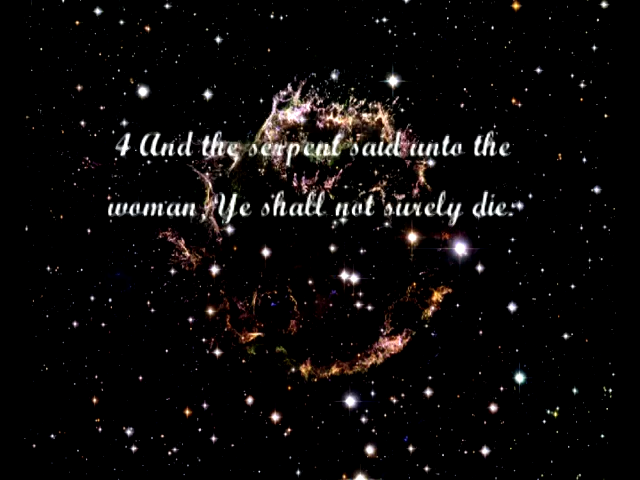 4 And the serpent said unto the
woman, Ye shall not surely die: